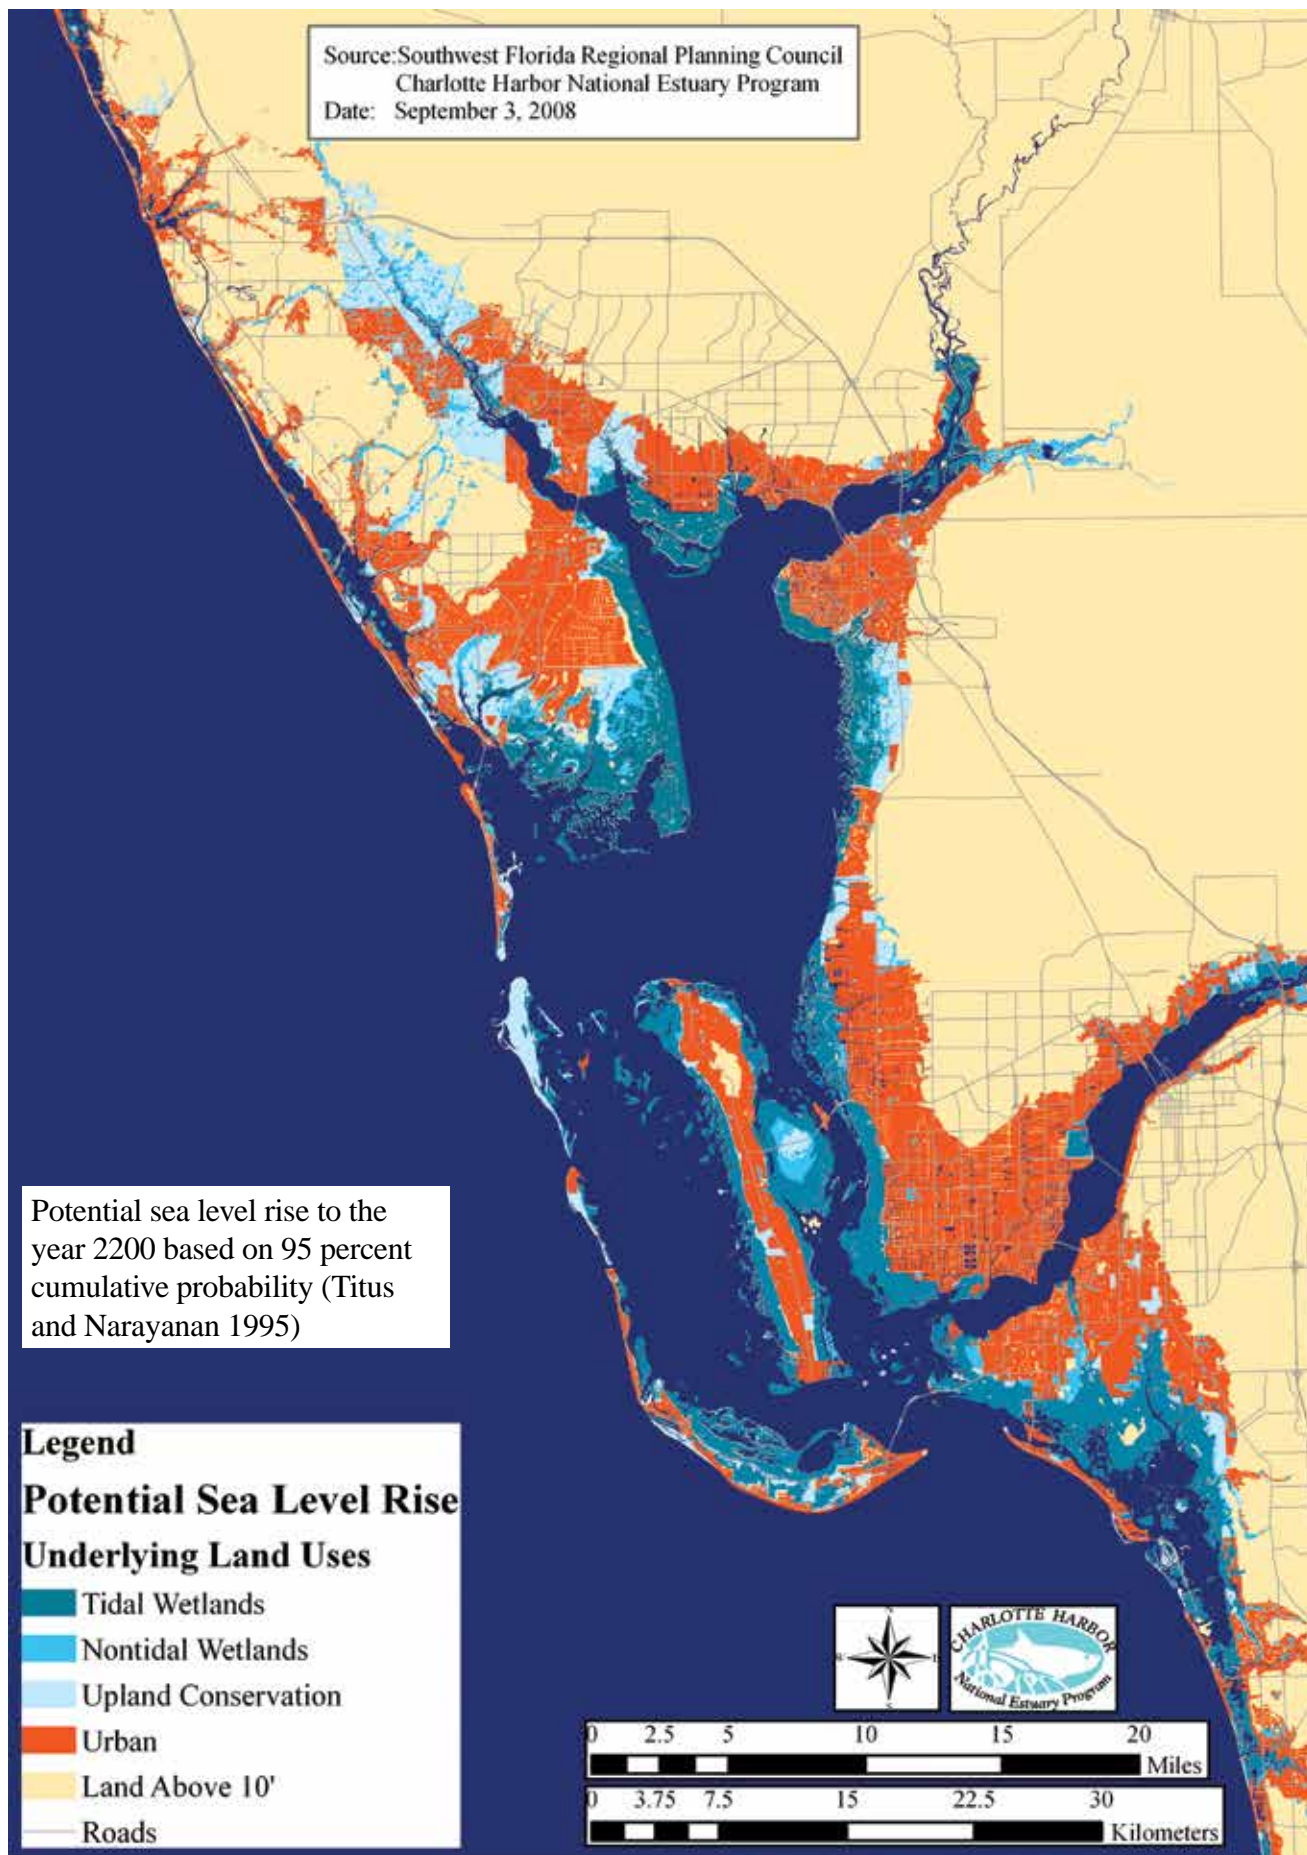 Source:Southwest Florida Regional Planning Council
Charlotte Harbor National Estuary Program
Date: September 3, 2008
Potential sea level rise to the
year 2200 based on 95 percent
cumulative probability (Titus
and Narayanan 1995)
Legend
Potential Sea Level Rise
Underlying Land Uses
Tidal Wetlands
Nontidal Wetlands
Upland Conservation
Urban
Land Above 10'
Roads
N
W
E
S
CHARLOTTE HARBOR
National Estuary Program
0 2.5 5 10 15 20
Miles
0 3.75 7.5 15 22.5 30
Kilometers